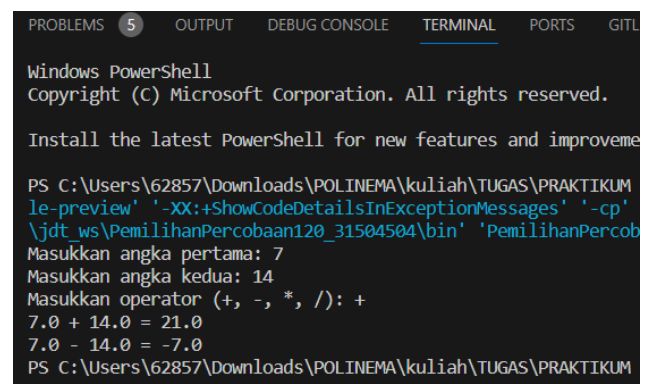 PROBLEMS 5 OUTPUT DEBUG CONSOLE TERMINAL PORTS GITL
Windows PowerShell
Copyright (C) Microsoft Corporation. All rights reserved.
Install the latest PowerShell for new features and improveme
PS C:\Users\62857\Downloads\POLINEMA\kuliah\TUGAS\PRAKTIKUM
le-preview' '-XX:+ShowCodeDetailsInExceptionMessages' '-cp'
\jdt_ws\PemilihanPercobaan120_31504504\bin' 'PemilihanPercob
Masukkan angka pertama: 7
Masukkan angka kedua: 14
Masukkan operator (+, -, *, /): +
7.0 + 14.0 = 21.0
7.0 - 14.0 = -7.0
PS C:\Users\62857\Downloads\POLINEMA\kuliah\TUGAS\PRAKTIKUM